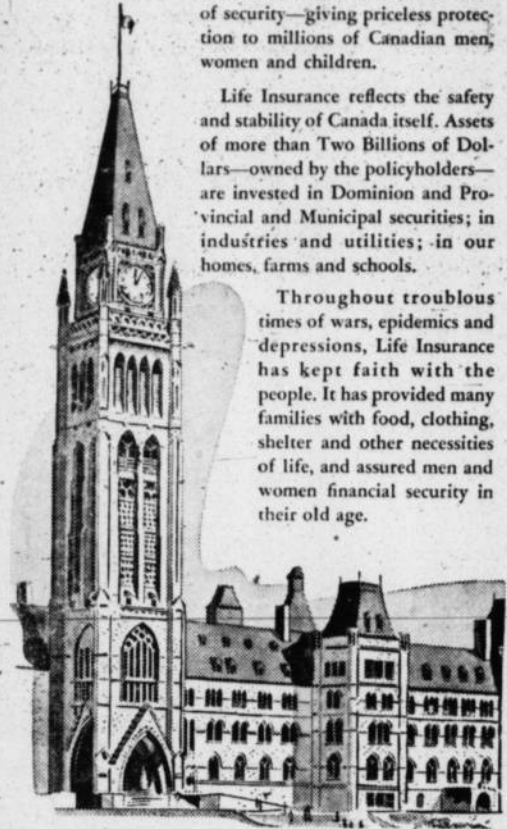 of security—giving priceless protec-
tion to millions of Canadian men,
women and children.
Life Insurance reflects the safety
and stability of Canada itself. Assets
of more than Two Billions of Dol-
lars—owned by the policyholders—
are invested in Dominion and Pro-
vincial and Municipal securities; in
industries and utilities; in our
homes, farms and schools.
Throughout troublous
times of wars, epidemics and
depressions, Life Insurance
has kept faith with the
people. It has provided many
families with food, clothing,
shelter and other necessities
of life, and assured men and
women financial security in
their old age.